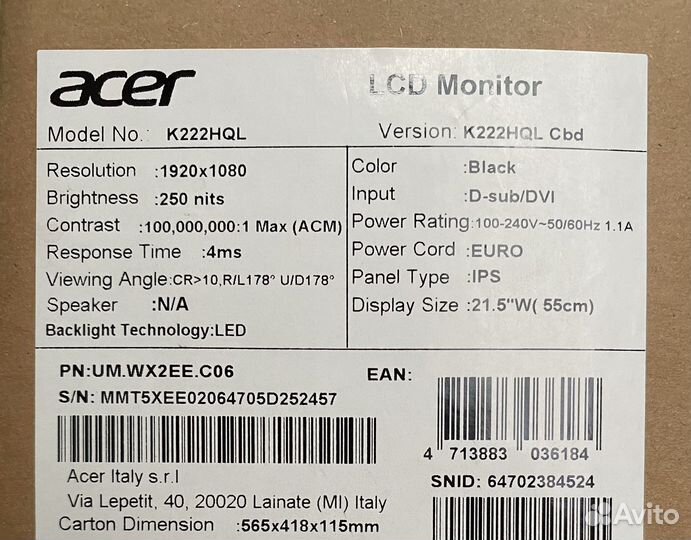 acer
LCD Monitor
Model No.: K222HQL
Version: K222HQL Cbd
Resolution :1920x1080
Brightness :250 nits
Contrast :100,000,000:1 Max (ACM)
Response Time :4ms
Viewing Angle:CR>10,R/L178° U/D178°
Speaker :N/A
Backlight Technology:LED
Color :Black
Input :D-sub/DVI
Power Rating:100-240V~50/60Hz 1.1A
Power Cord :EURO
Panel Type :IPS
Display Size :21.5"W( 55cm)
PN:UM.WX2EE.C06
S/N: MMT5XEE02064705D252457
EAN:
4 713883 036184
SNID: 64702384524
Acer Italy s.r.l
Via Lepetit, 40, 20020 Lainate (MI) Italy
Carton Dimension :565x418x115mm
Avito